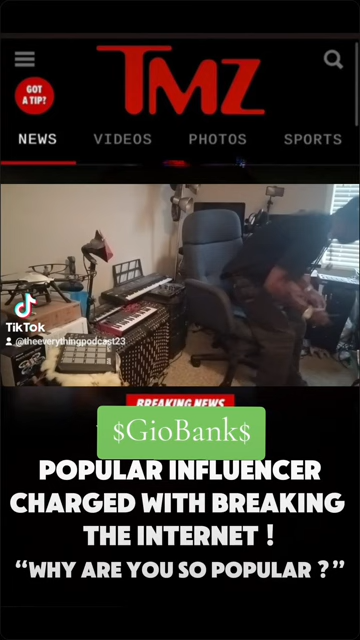 TMZ
GOT
A TIP?
NEWS VIDEOS PHOTOS SPORTS
TikTok
@theeverythingpodcast23
BREAKING NEWS
$GioBank$
POPULAR INFLUENCER
CHARGED WITH BREAKING
THE INTERNET !
“WHY ARE YOU SO POPULAR ?”